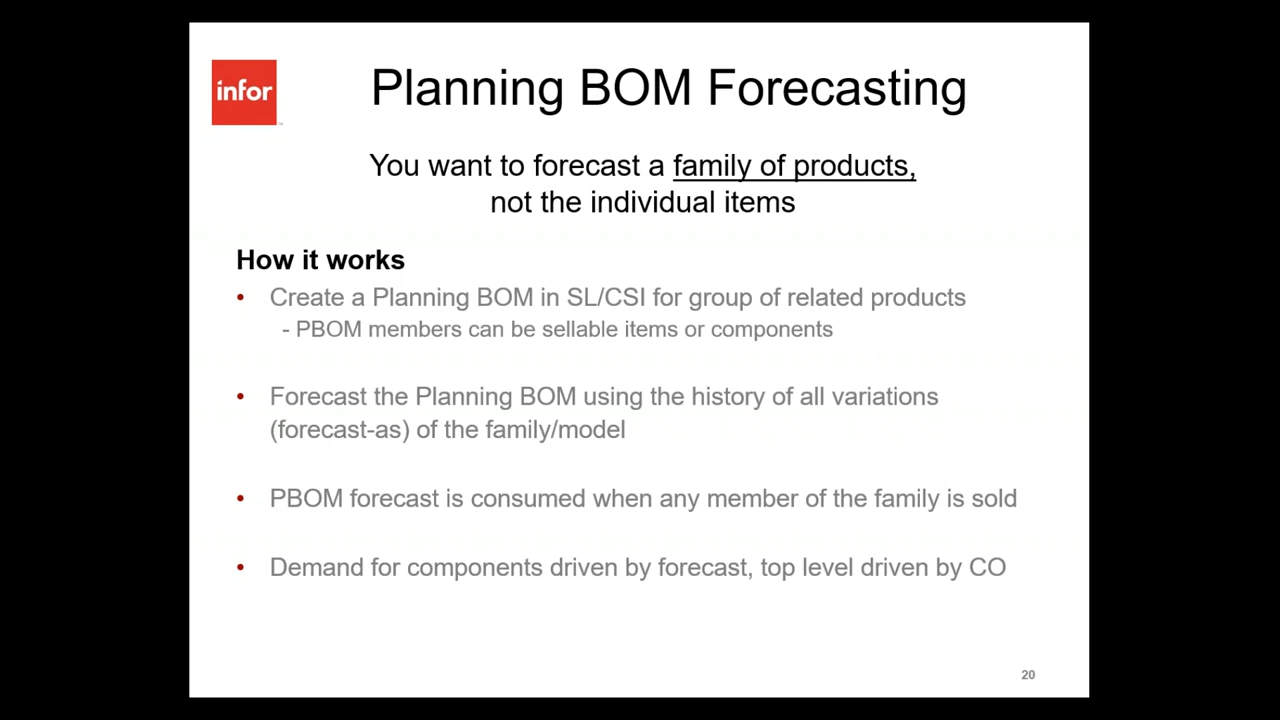 infor
Planning BOM Forecasting
You want to forecast a family of products,
not the individual items
How it works
• Create a Planning BOM in SL/CSI for group of related products
- PBOM members can be sellable items or components
• Forecast the Planning BOM using the history of all variations
(forecast-as) of the family/model
• PBOM forecast is consumed when any member of the family is sold
• Demand for components driven by forecast, top level driven by CO
20